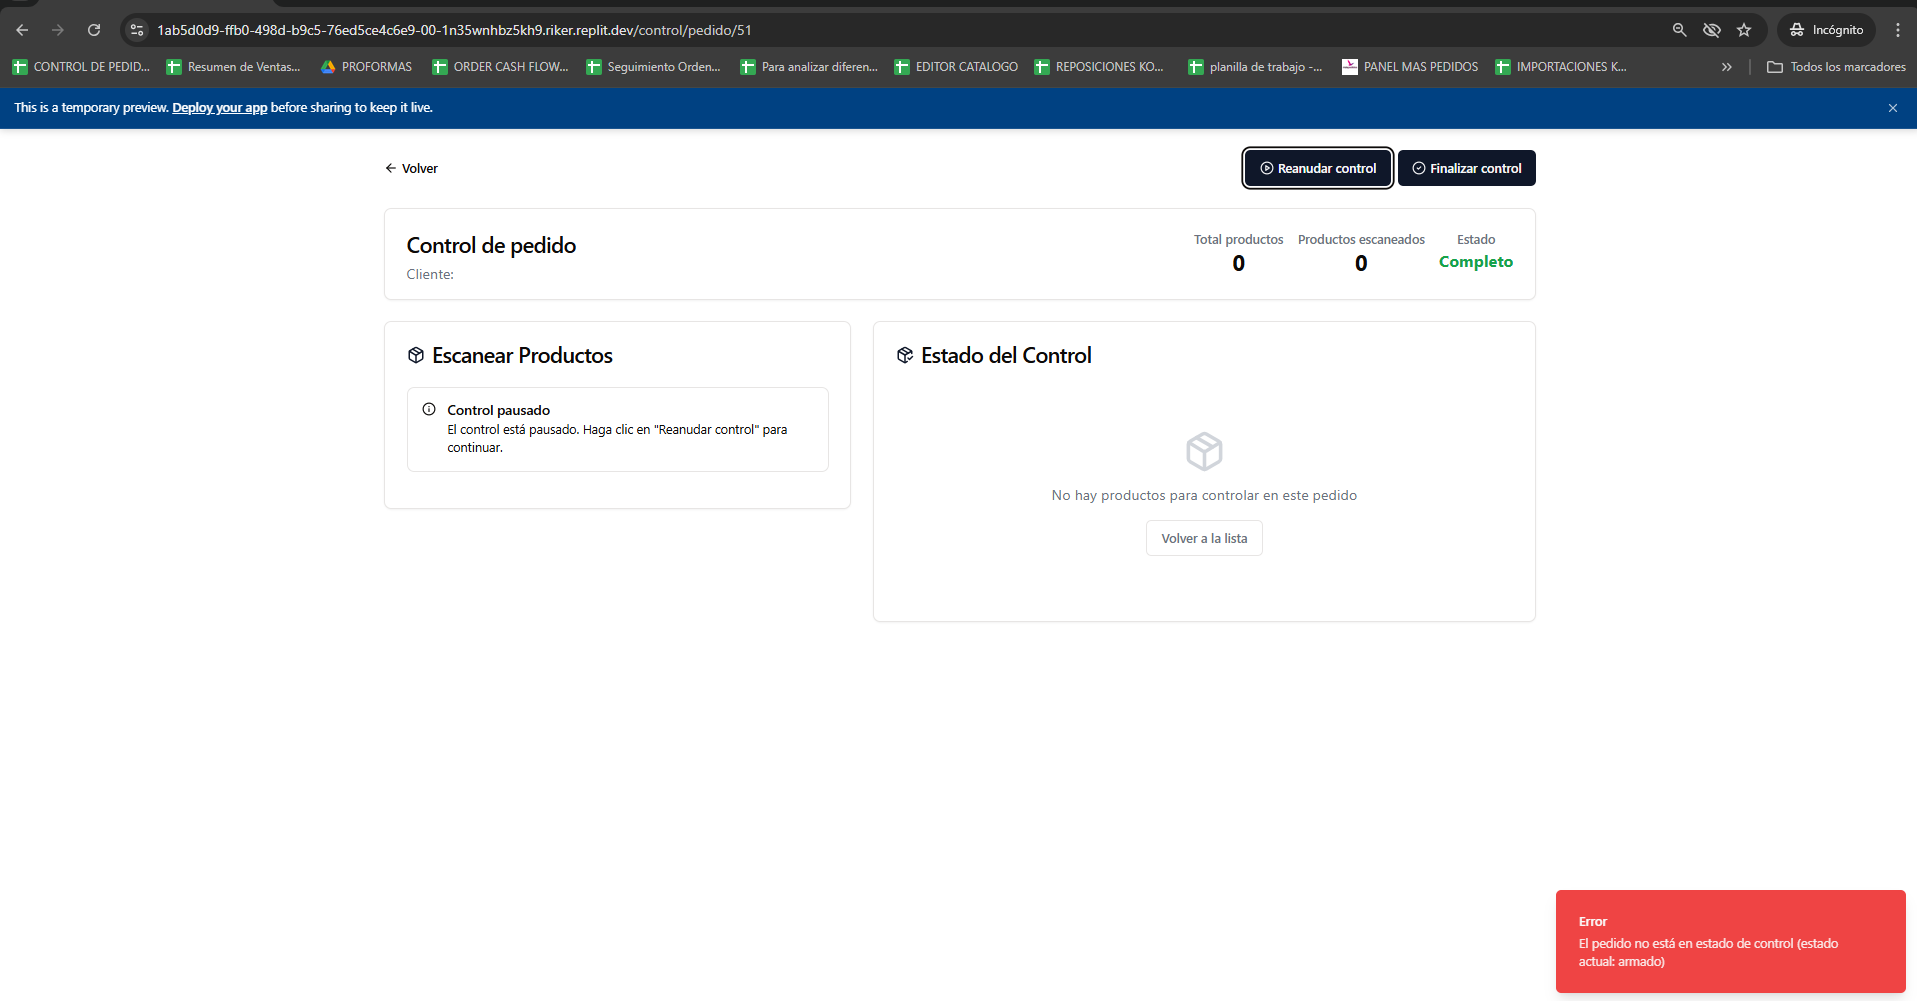 1ab5d0d9-ffb0-498d-b9c5-76ed5ce4c6e9-00-1n35wnhbz5kh9.riker.replit.dev/control/pedido/51
Incógnito
CONTROL DE PEDID...
Resumen de Ventas...
PROFORMAS
ORDER CASH FLOW...
Seguimiento Orden...
Para analizar diferen...
EDITOR CATALOGO
REPOSICIONES KO...
planilla de trabajo -...
PANEL MAS PEDIDOS
IMPORTACIONES K...
Todos los marcadores
This is a temporary preview. Deploy your app before sharing to keep it live.
Volver
Reanudar control
Finalizar control
Control de pedido
Cliente:
Total productos
0
Productos escaneados
0
Estado
Completo
Escanear Productos
Control pausado
El control está pausado. Haga clic en "Reanudar control" para
continuar.
Estado del Control
No hay productos para controlar en este pedido
Volver a la lista
Error
El pedido no está en estado de control (estado
actual: armado)